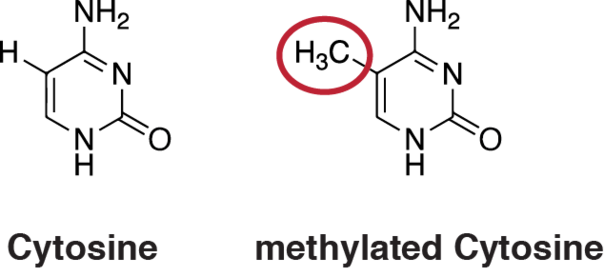 NH₂ NH₂
H H₃C
N N
N O N O
H H
Cytosine methylated Cytosine